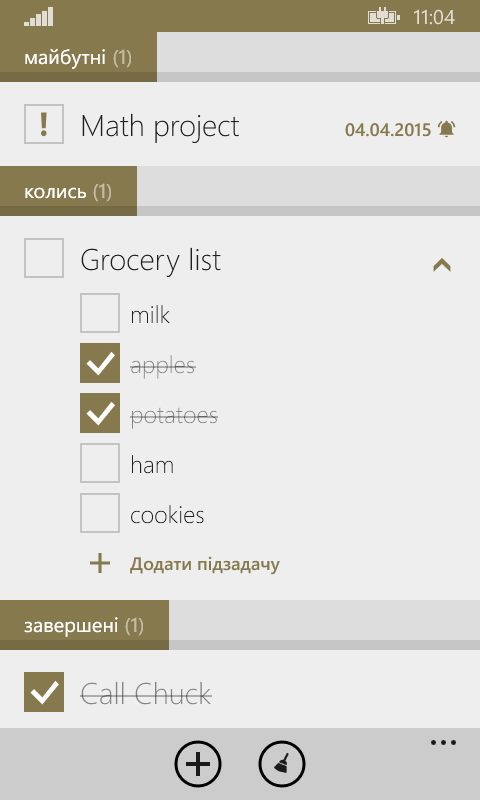 11:04
майбутні (1)
! Math project 04.04.2015
колись (1)
Grocery list
milk
apples
potatoes
ham
cookies
+ Додати підзадачу
завершені (1)
Call Chuck